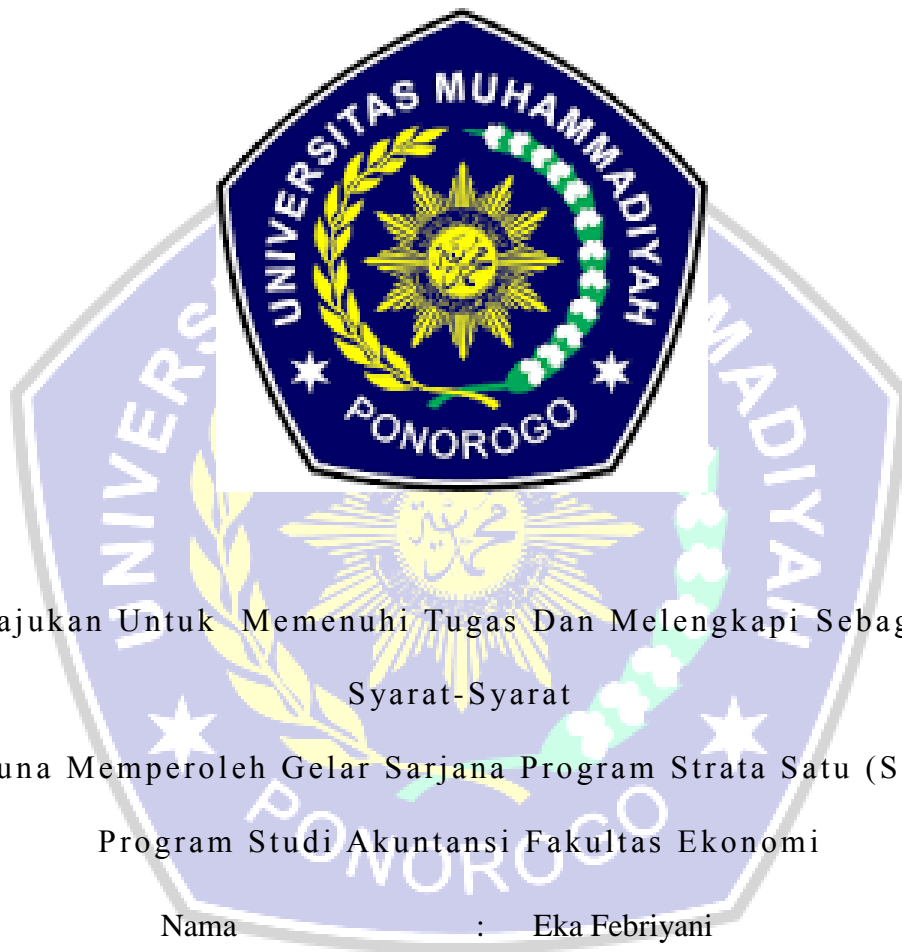 UNIVERSITAS MUHAMMADIYAH
PONOROGO
ajukan Untuk Memenuhi Tugas Dan Melengkapi Sebag
Syarat-Syarat
una Memperoleh Gelar Sarjana Program Strata Satu (S
Program Studi Akuntansi Fakultas Ekonomi
PONOROGO
Nama : Eka Febriyani